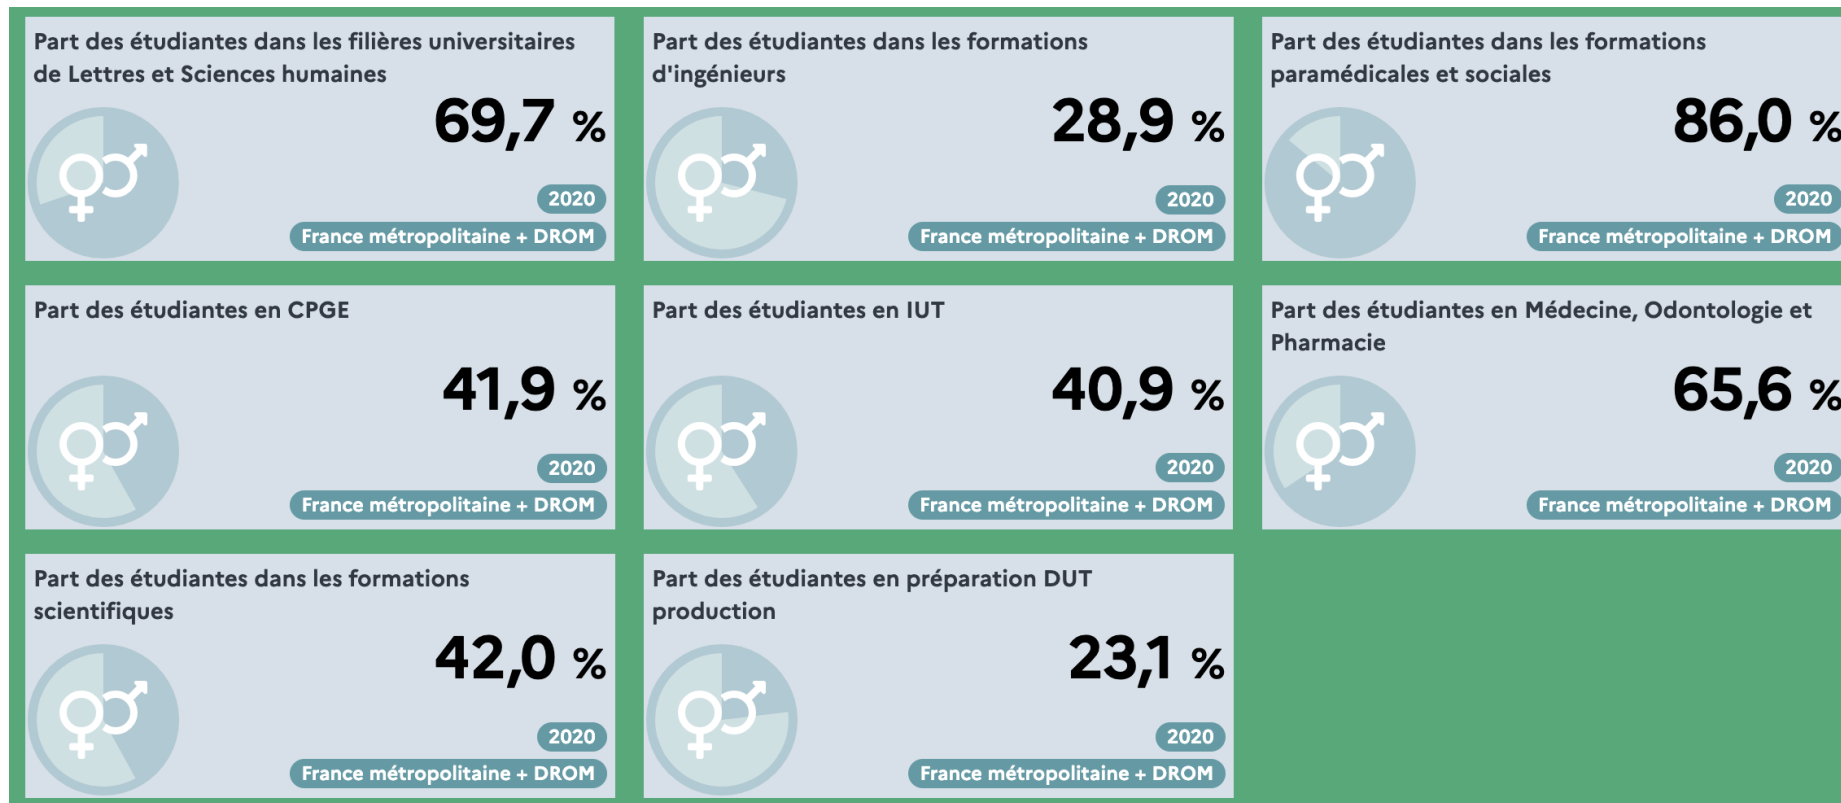 Part des étudiantes dans les filières universitaires
de Lettres et Sciences humaines
69,7 %
2020
France métropolitaine + DROM
Part des étudiantes dans les formations
d'ingénieurs
28,9 %
2020
France métropolitaine + DROM
Part des étudiantes dans les formations
paramédicales et sociales
86,0 %
2020
France métropolitaine + DROM
Part des étudiantes en CPGE
41,9 %
2020
France métropolitaine + DROM
Part des étudiantes en IUT
40,9 %
2020
France métropolitaine + DROM
Part des étudiantes en Médecine, Odontologie et
Pharmacie
65,6 %
2020
France métropolitaine + DROM
Part des étudiantes dans les formations
scientifiques
42,0 %
2020
France métropolitaine + DROM
Part des étudiantes en préparation DUT
production
23,1 %
2020
France métropolitaine + DROM